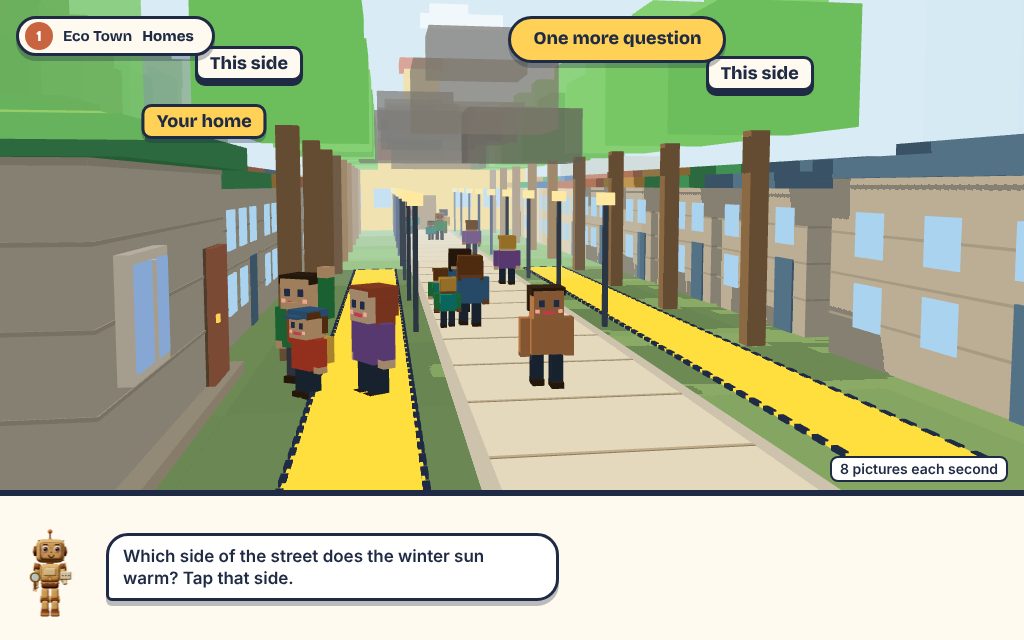 1 Eco Town Homes
One more question
This side
This side
Your home
8 pictures each second
Which side of the street does the winter sun
warm? Tap that side.